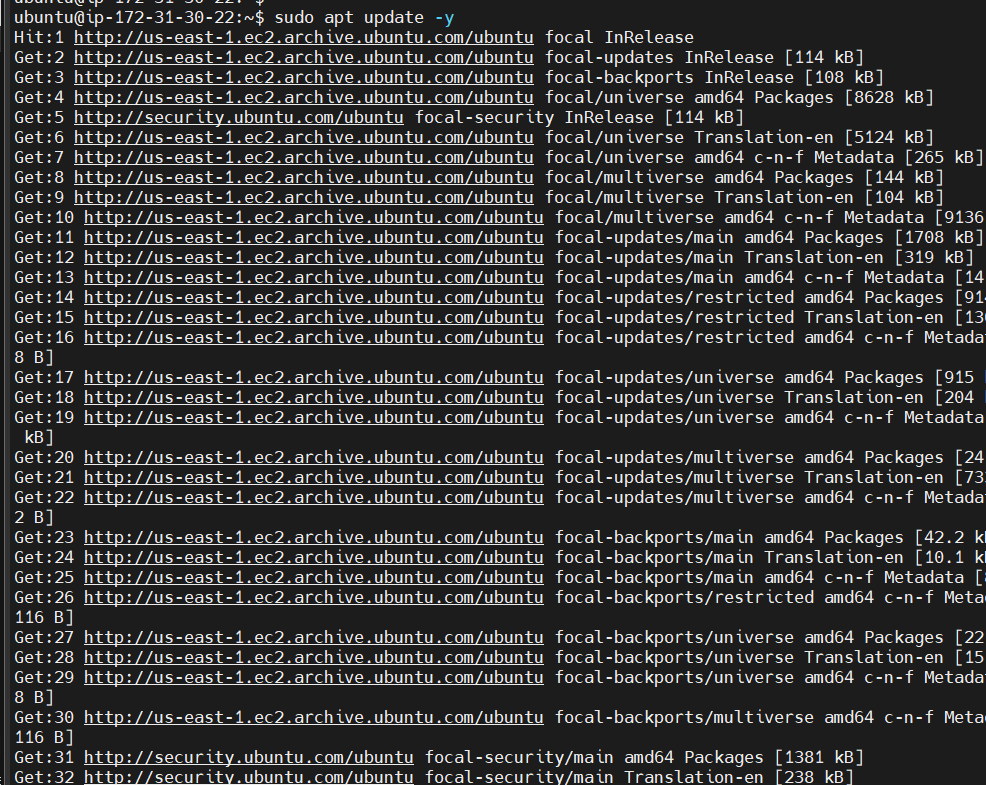 ubuntu@ip-172-31-30-22:~$
ubuntu@ip-172-31-30-22:~$ sudo apt update -y
Hit:1 http://us-east-1.ec2.archive.ubuntu.com/ubuntu focal InRelease
Get:2 http://us-east-1.ec2.archive.ubuntu.com/ubuntu focal-updates InRelease [114 kB]
Get:3 http://us-east-1.ec2.archive.ubuntu.com/ubuntu focal-backports InRelease [108 kB]
Get:4 http://us-east-1.ec2.archive.ubuntu.com/ubuntu focal/universe amd64 Packages [8628 kB]
Get:5 http://security.ubuntu.com/ubuntu focal-security InRelease [114 kB]
Get:6 http://us-east-1.ec2.archive.ubuntu.com/ubuntu focal/universe Translation-en [5124 kB]
Get:7 http://us-east-1.ec2.archive.ubuntu.com/ubuntu focal/universe amd64 c-n-f Metadata [265 kB]
Get:8 http://us-east-1.ec2.archive.ubuntu.com/ubuntu focal/multiverse amd64 Packages [144 kB]
Get:9 http://us-east-1.ec2.archive.ubuntu.com/ubuntu focal/multiverse Translation-en [104 kB]
Get:10 http://us-east-1.ec2.archive.ubuntu.com/ubuntu focal/multiverse amd64 c-n-f Metadata [9136
Get:11 http://us-east-1.ec2.archive.ubuntu.com/ubuntu focal-updates/main amd64 Packages [1708 kB]
Get:12 http://us-east-1.ec2.archive.ubuntu.com/ubuntu focal-updates/main Translation-en [319 kB]
Get:13 http://us-east-1.ec2.archive.ubuntu.com/ubuntu focal-updates/main amd64 c-n-f Metadata [14
Get:14 http://us-east-1.ec2.archive.ubuntu.com/ubuntu focal-updates/restricted amd64 Packages [914
Get:15 http://us-east-1.ec2.archive.ubuntu.com/ubuntu focal-updates/restricted Translation-en [130
Get:16 http://us-east-1.ec2.archive.ubuntu.com/ubuntu focal-updates/restricted amd64 c-n-f Metada
8 B]
Get:17 http://us-east-1.ec2.archive.ubuntu.com/ubuntu focal-updates/universe amd64 Packages [915
Get:18 http://us-east-1.ec2.archive.ubuntu.com/ubuntu focal-updates/universe Translation-en [204
Get:19 http://us-east-1.ec2.archive.ubuntu.com/ubuntu focal-updates/universe amd64 c-n-f Metadata
kB]
Get:20 http://us-east-1.ec2.archive.ubuntu.com/ubuntu focal-updates/multiverse amd64 Packages [24
Get:21 http://us-east-1.ec2.archive.ubuntu.com/ubuntu focal-updates/multiverse Translation-en [73
Get:22 http://us-east-1.ec2.archive.ubuntu.com/ubuntu focal-updates/multiverse amd64 c-n-f Metada
2 B]
Get:23 http://us-east-1.ec2.archive.ubuntu.com/ubuntu focal-backports/main amd64 Packages [42.2 k
Get:24 http://us-east-1.ec2.archive.ubuntu.com/ubuntu focal-backports/main Translation-en [10.1 k
Get:25 http://us-east-1.ec2.archive.ubuntu.com/ubuntu focal-backports/main amd64 c-n-f Metadata [
Get:26 http://us-east-1.ec2.archive.ubuntu.com/ubuntu focal-backports/restricted amd64 c-n-f Meta
116 B]
Get:27 http://us-east-1.ec2.archive.ubuntu.com/ubuntu focal-backports/universe amd64 Packages [22
Get:28 http://us-east-1.ec2.archive.ubuntu.com/ubuntu focal-backports/universe Translation-en [15
Get:29 http://us-east-1.ec2.archive.ubuntu.com/ubuntu focal-backports/universe amd64 c-n-f Metada
8 B]
Get:30 http://us-east-1.ec2.archive.ubuntu.com/ubuntu focal-backports/multiverse amd64 c-n-f Meta
116 B]
Get:31 http://security.ubuntu.com/ubuntu focal-security/main amd64 Packages [1381 kB]
Get:32 http://security.ubuntu.com/ubuntu focal-security/main Translation-en [238 kB]